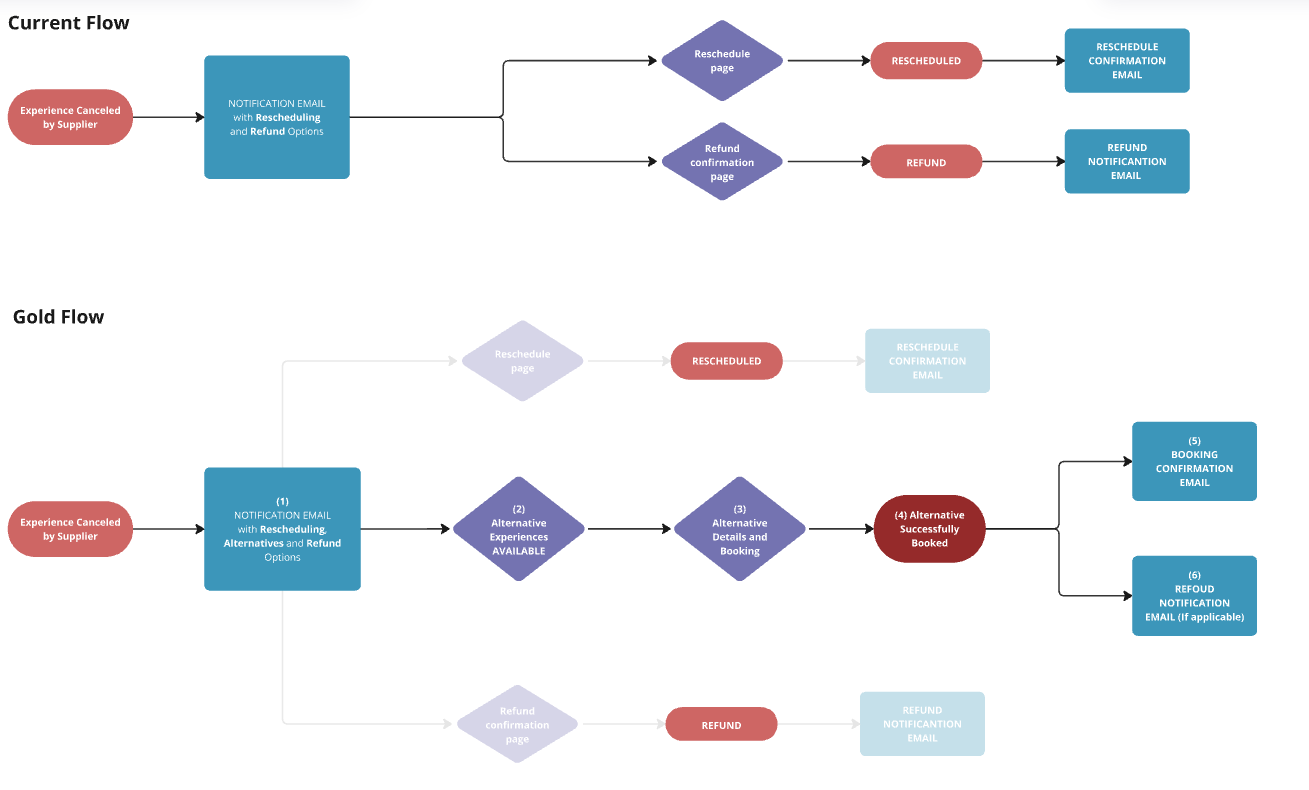 Current Flow
Experience Canceled
by Supplier
NOTIFICATION EMAIL
with Rescheduling
and Refund Options
Reschedule
page
RESCHEDULED
RESCHEDULE
CONFIRMATION
EMAIL
Refund
confirmation
page
REFUND
REFUND
NOTIFICANTION
EMAIL
Gold Flow
Reschedule
page
RESCHEDULED
RESCHEDULE
CONFIRMATION
EMAIL
Experience Canceled
by Supplier
(1)
NOTIFICATION EMAIL
with Rescheduling,
Alternatives and Refund
Options
(2)
Alternative
Experiences
AVAILABLE
(3)
Alternative
Details and
Booking
(4) Alternative
Successfully
Booked
(5)
BOOKING
CONFIRMATION
EMAIL
(6)
REFOUD
NOTIFICATION
EMAIL (If applicable)
Refund
confirmation
page
REFUND
REFUND
NOTIFICANTION
EMAIL